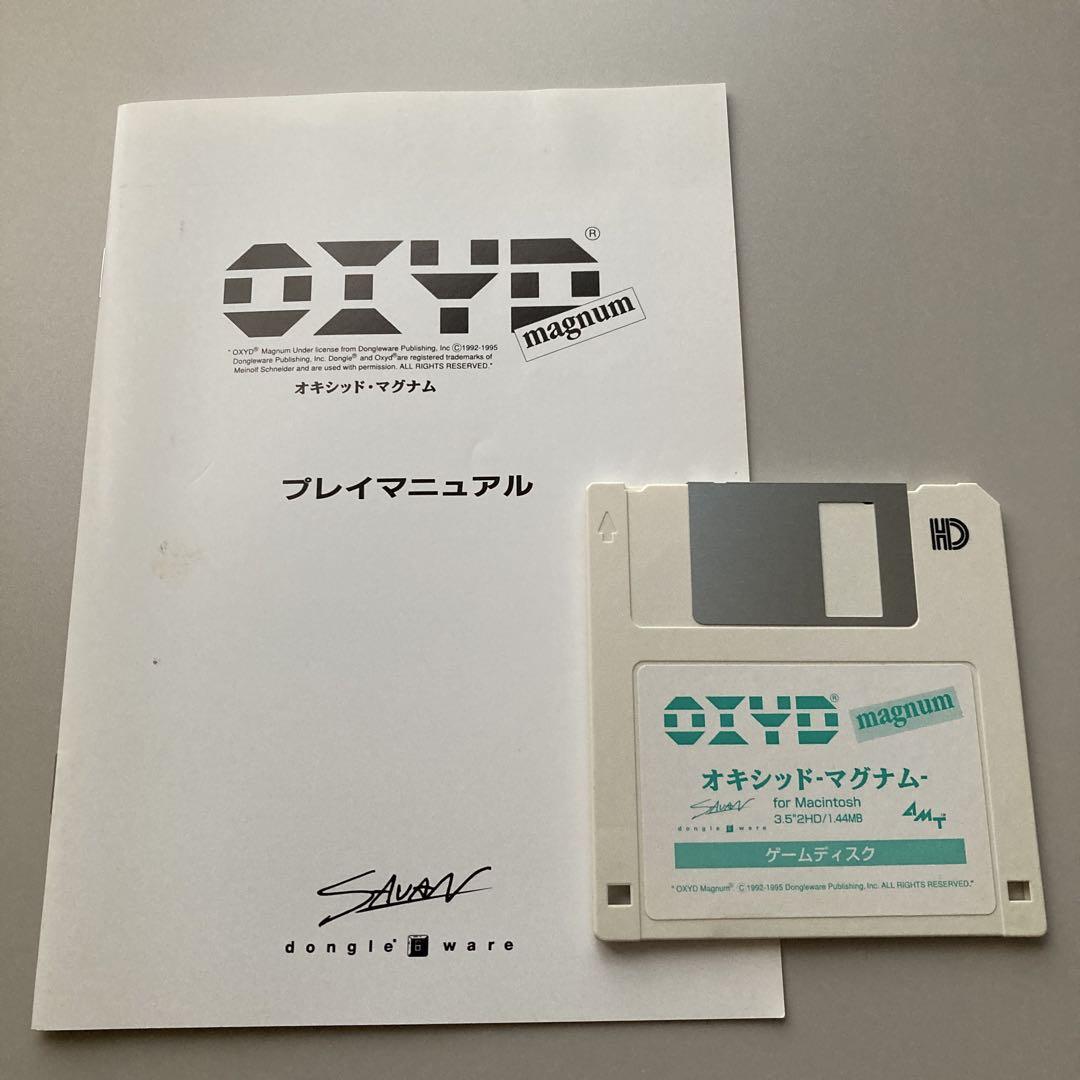 OXYD®
magnum
" OXYD® Magnum Under license from Dongleware Publishing, Inc ©1992-1995
Dongleware Publishing, Inc. Dongle® and Oxyd®are registered trademarks of
Meinolf Schneider and are used with permission. ALL RIGHTS RESERVED."
オキシッド・マグナム
プレイマニュアル
SAVAN
dongle ware
HD
OXYD®
magnum
オキシッド-マグナム-
SAVAN
dongle ware
for Macintosh
3.5"2HD/1.44MB
AMT
ゲームディスク
" OXYD Magnum® © 1992-1995 Dongleware Publishing, Inc. ALL RIGHTS RESERVED."